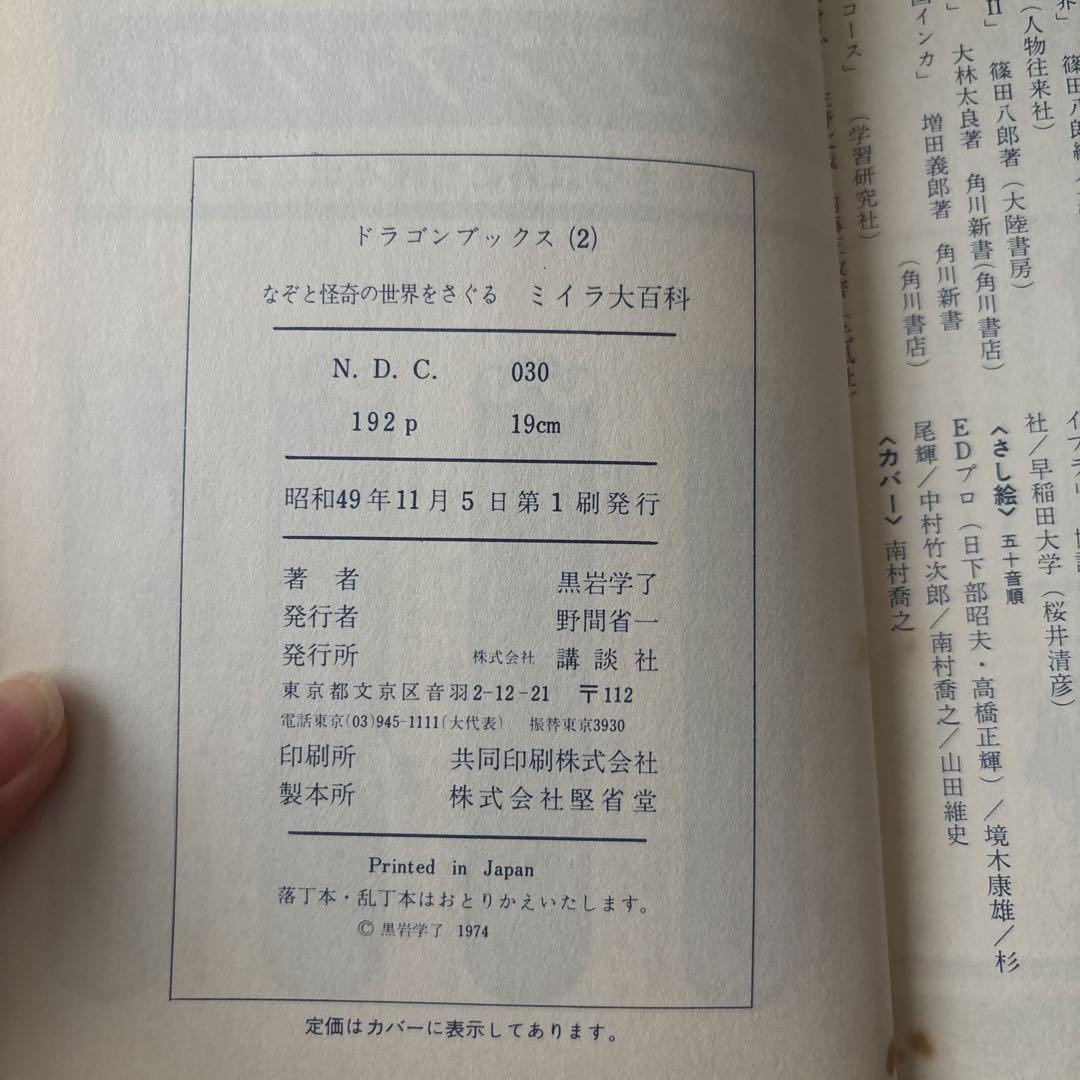 ドラゴンブックス (2)
なぞと怪奇の世界をさぐる　ミイラ大百科
N. D. C.　030
192 p　19cm
昭和49年11月5日第1刷発行
著　者　黒岩学了
発行者　野間省一
発行所　株式会社　講談社
東京都文京区音羽2-12-21　〒112
電話東京(03)945-1111(大代表)　振替東京3930
印刷所　共同印刷株式会社
製本所　株式会社堅省堂
Printed in Japan
落丁本・乱丁本はおとりかえいたします。
© 黒岩学了 1974
定価はカバーに表示してあります。
界」　篠田八郎
（人物往来社）
II」　篠田八郎著（大陸書房）
」　大林太良著　角川新書（角川書店）
インカ」　増田義郎著　角川新書
（角川書店）
コース」　（学習研究社）
社／早稲田大学（桜井清彦）
〈さし絵〉五十音順
EDプロ（日下部昭夫・高橋正輝）／境木康雄／杉
尾輝／中村竹次郎／南村喬之／山田維史
〈カバー〉南村喬之